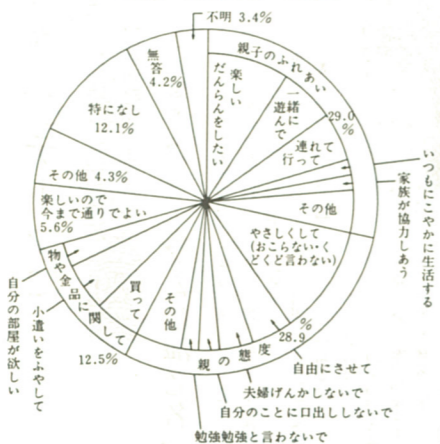 不明 3.4%
親子のふれあい
29.0%
楽しい
だんらんをしたい
一緒に
遊んで
連れて
行って
いつもにこやかに生活する
家族が協力しあう
その他
やさしくして
(おこらない・く
どくど言わない)
親の態度
28.9%
自由にさせて
夫婦げんかしないで
自分のことに口出ししないで
勉強勉強と言わないで
その他
物や金品に関して
12.5%
買って
小遣いをふやして
自分の部屋が欲しい
楽しいので
今まで通りでよい
5.6%
その他 4.3%
特になし
12.1%
無答
4.2%